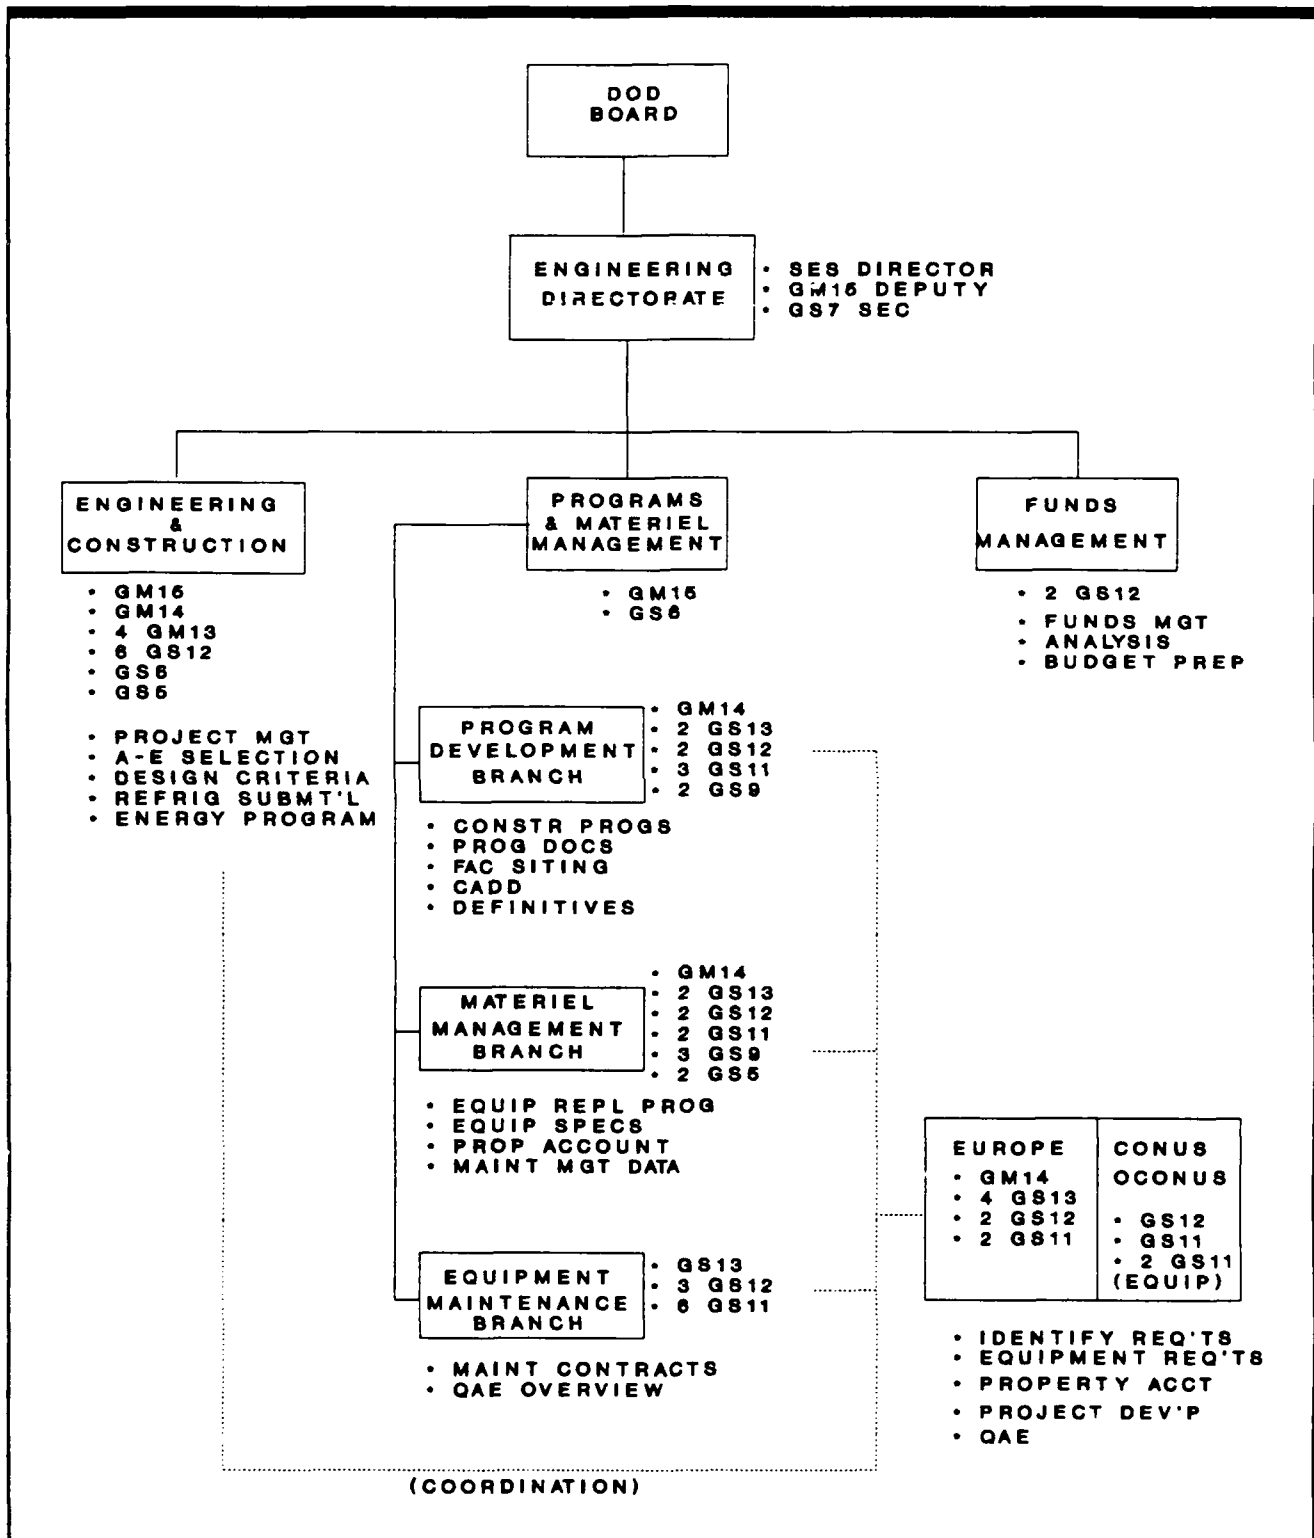 DOD
BOARD
ENGINEERING
DIRECTORATE
• SES DIRECTOR
• GM15 DEPUTY
• GS7 SEC
ENGINEERING
&
CONSTRUCTION
• GM15
• GM14
• 4 GM13
• 6 GS12
• GS6
• GS5
• PROJECT MGT
• A-E SELECTION
• DESIGN CRITERIA
• REFRIG SUBMT'L
• ENERGY PROGRAM
PROGRAMS
& MATERIEL
MANAGEMENT
• GM15
• GS6
FUNDS
MANAGEMENT
• 2 GS12
• FUNDS MGT
• ANALYSIS
• BUDGET PREP
PROGRAM
DEVELOPMENT
BRANCH
• GM14
• 2 GS13
• 2 GS12
• 3 GS11
• 2 GS9
• CONSTR PROGS
• PROG DOCS
• FAC SITING
• CADD
• DEFINITIVES
MATERIEL
MANAGEMENT
BRANCH
• GM14
• 2 GS13
• 2 GS12
• 2 GS11
• 3 GS9
• 2 GS5
• EQUIP REPL PROG
• EQUIP SPECS
• PROP ACCOUNT
• MAINT MGT DATA
EQUIPMENT
MAINTENANCE
BRANCH
• GS13
• 3 GS12
• 6 GS11
• MAINT CONTRACTS
• QAE OVERVIEW
EUROPE
• GM14
• 4 GS13
• 2 GS12
• 2 GS11
CONUS
OCONUS
• GS12
• GS11
• 2 GS11
(EQUIP)
• IDENTIFY REQ'TS
• EQUIPMENT REQ'TS
• PROPERTY ACCT
• PROJECT DEV'P
• QAE
(COORDINATION)